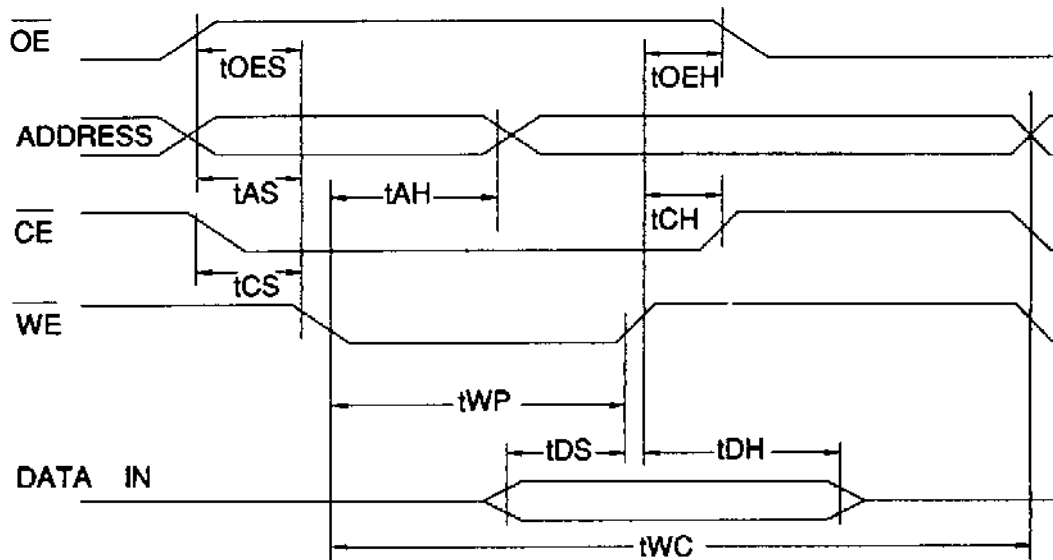 OE
tOES
tOEH
ADDRESS
tAS
tAH
tCH
CE
tCS
WE
tWP
tDS
tDH
DATA IN
tWC